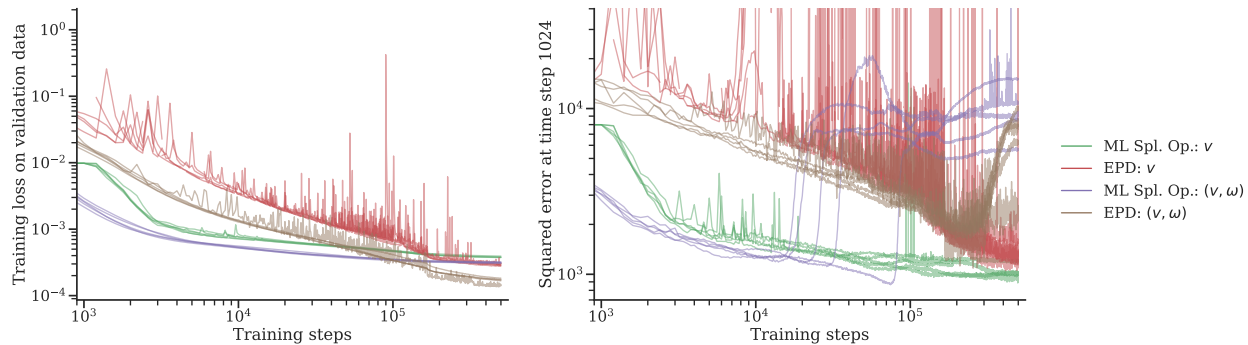 Training loss on validation data
10⁰
10⁻¹
10⁻²
10⁻³
10⁻⁴
10³
10⁴
10⁵
Training steps
Squared error at time step 1024
10⁴
10³
10³
10⁴
10⁵
Training steps
ML Spl. Op.: v
EPD: v
ML Spl. Op.: (v, ω)
EPD: (v, ω)